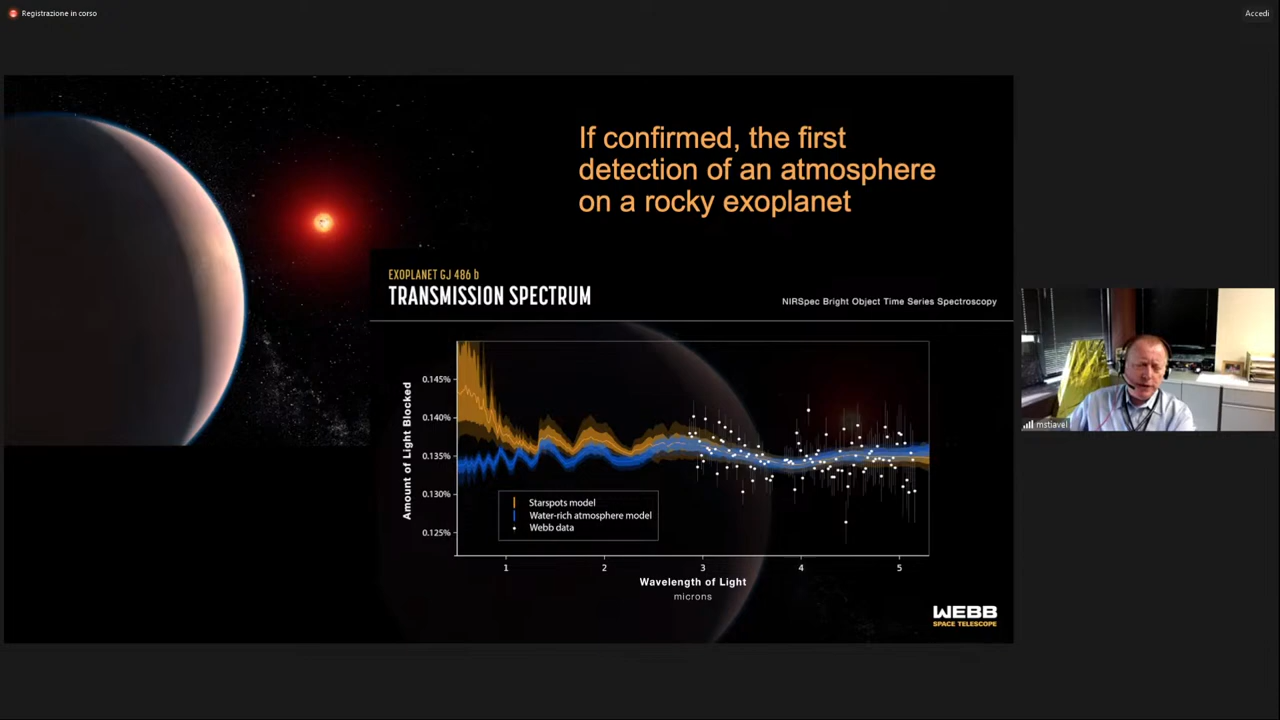 Registrazione in corso
Accedi
If confirmed, the first
detection of an atmosphere
on a rocky exoplanet
EXOPLANET GJ 486 b
TRANSMISSION SPECTRUM
NIRSpec Bright Object Time Series Spectroscopy
Amount of Light Blocked
0.145%
0.140%
0.135%
0.130%
0.125%
Starspots model
Water-rich atmosphere model
Webb data
1 2 3 4 5
Wavelength of Light
microns
WEBB
SPACE TELESCOPE
mstiavel